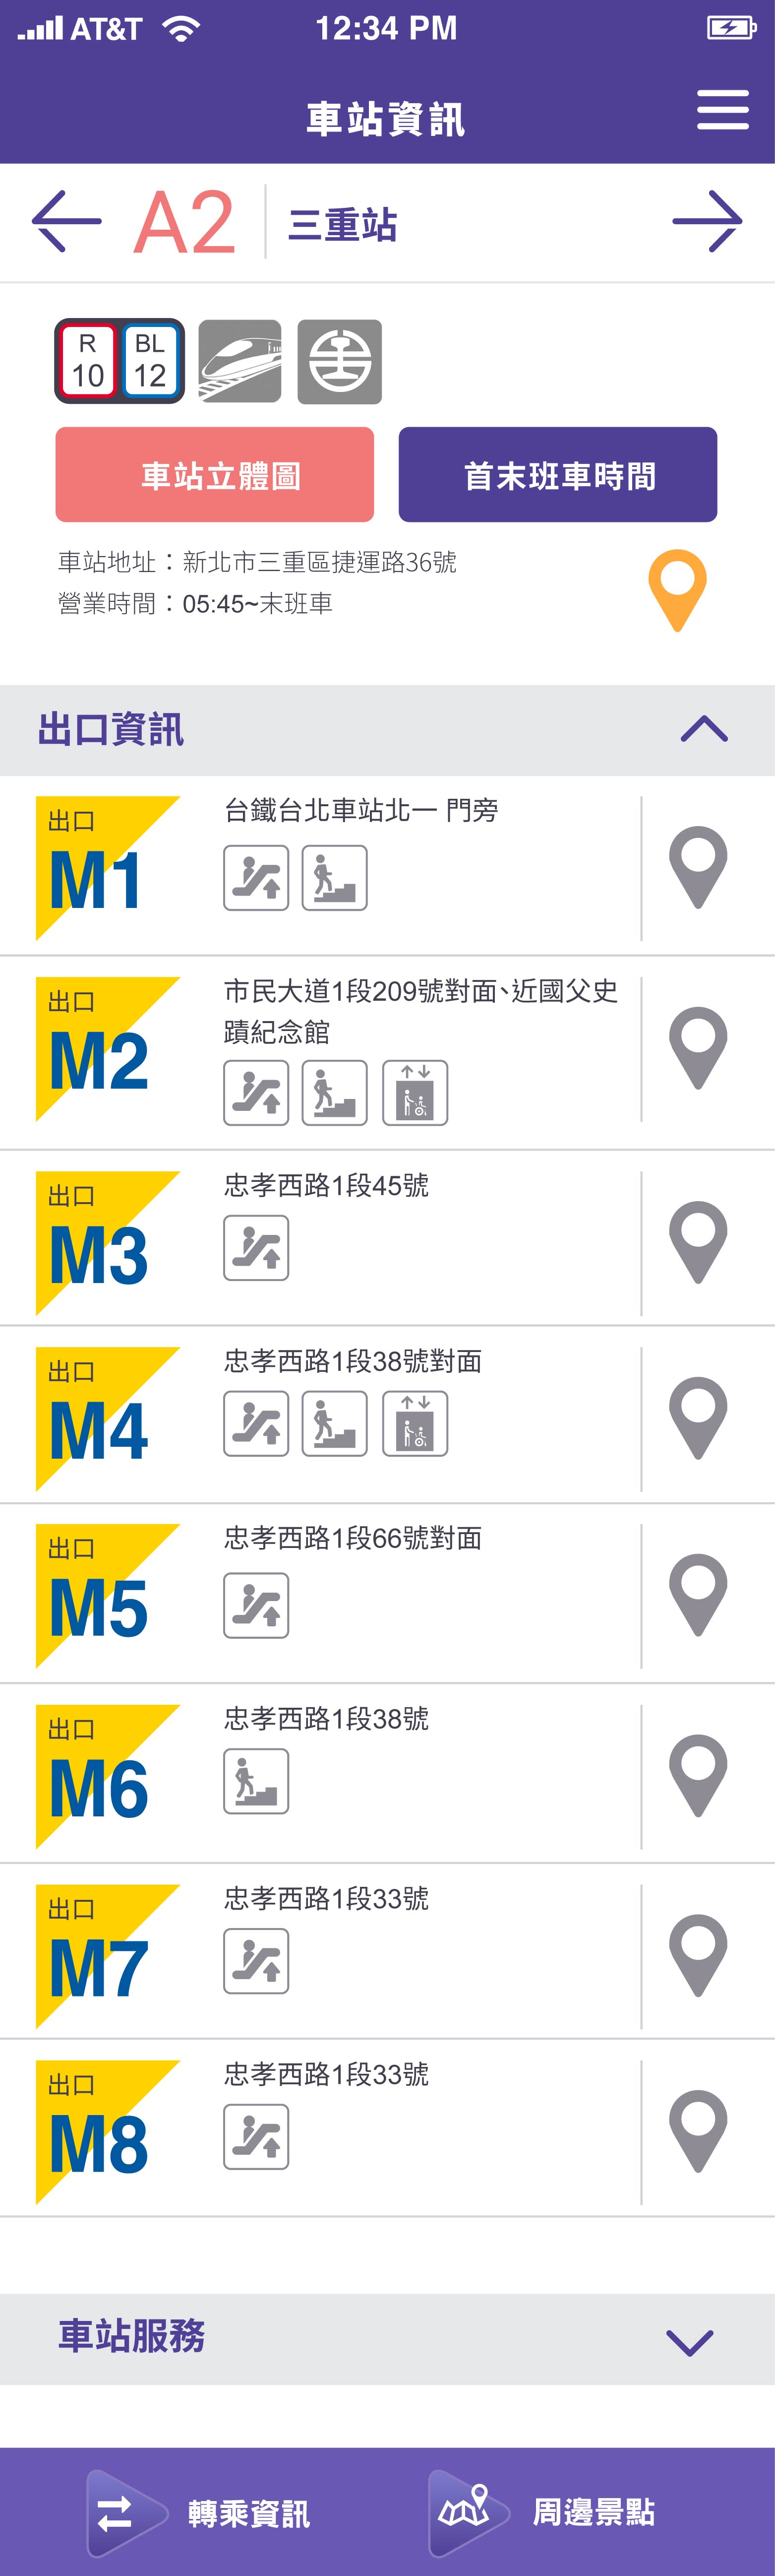 AT&T 12:34 PM
車站資訊
A2 三重站
R BL
10 12
車站立體圖 首末班車時間
車站地址：新北市三重區捷運路36號
營業時間：05:45~末班車
出口資訊
出口 台鐵台北車站北一 門旁
M1
出口 市民大道1段209號對面、近國父史
M2 蹟紀念館
出口 忠孝西路1段45號
M3
出口 忠孝西路1段38號對面
M4
出口 忠孝西路1段66號對面
M5
出口 忠孝西路1段38號
M6
出口 忠孝西路1段33號
M7
出口 忠孝西路1段33號
M8
車站服務
轉乘資訊 周邊景點